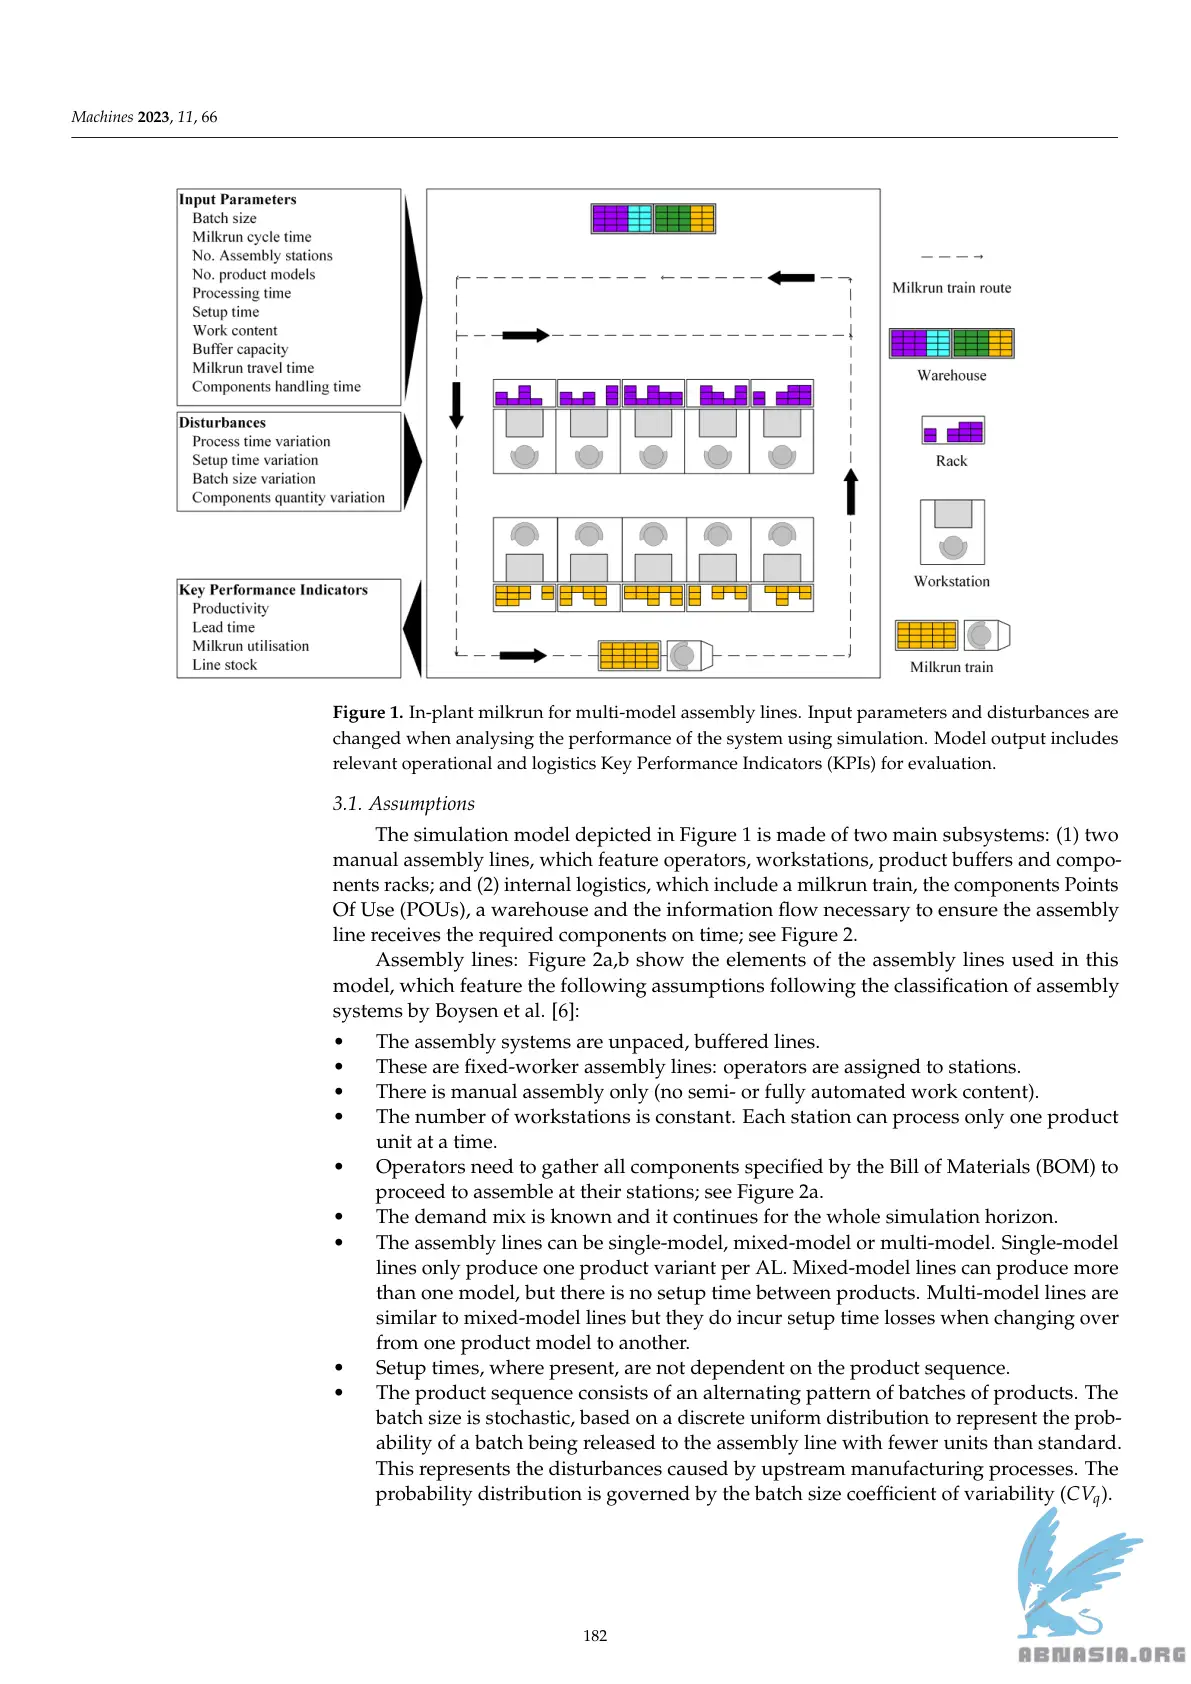 Machines 2023, 11, 66
Input Parameters
Batch size
Milkrun cycle time
No. Assembly stations
No. product models
Processing time
Setup time
Work content
Buffer capacity
Milkrun travel time
Components handling time
Disturbances
Process time variation
Setup time variation
Batch size variation
Components quantity variation
Key Performance Indicators
Productivity
Lead time
Milkrun utilisation
Line stock
Milkrun train route
Warehouse
Rack
Workstation
Milkrun train
Figure 1. In-plant milkrun for multi-model assembly lines. Input parameters and disturbances are
changed when analysing the performance of the system using simulation. Model output includes
relevant operational and logistics Key Performance Indicators (KPIs) for evaluation.
3.1. Assumptions
The simulation model depicted in Figure 1 is made of two main subsystems: (1) two
manual assembly lines, which feature operators, workstations, product buffers and compo-
nents racks; and (2) internal logistics, which include a milkrun train, the components Points
Of Use (POUs), a warehouse and the information flow necessary to ensure the assembly
line receives the required components on time; see Figure 2.
Assembly lines: Figure 2a,b show the elements of the assembly lines used in this
model, which feature the following assumptions following the classification of assembly
systems by Boysen et al. [6]:
• The assembly systems are unpaced, buffered lines.
• These are fixed-worker assembly lines: operators are assigned to stations.
• There is manual assembly only (no semi- or fully automated work content).
• The number of workstations is constant. Each station can process only one product
unit at a time.
• Operators need to gather all components specified by the Bill of Materials (BOM) to
proceed to assemble at their stations; see Figure 2a.
• The demand mix is known and it continues for the whole simulation horizon.
• The assembly lines can be single-model, mixed-model or multi-model. Single-model
lines only produce one product variant per AL. Mixed-model lines can produce more
than one model, but there is no setup time between products. Multi-model lines are
similar to mixed-model lines but they do incur setup time losses when changing over
from one product model to another.
• Setup times, where present, are not dependent on the product sequence.
• The product sequence consists of an alternating pattern of batches of products. The
batch size is stochastic, based on a discrete uniform distribution to represent the prob-
ability of a batch being released to the assembly line with fewer units than standard.
This represents the disturbances caused by upstream manufacturing processes. The
probability distribution is governed by the batch size coefficient of variability (CVq).
182
ABNASIA.ORG